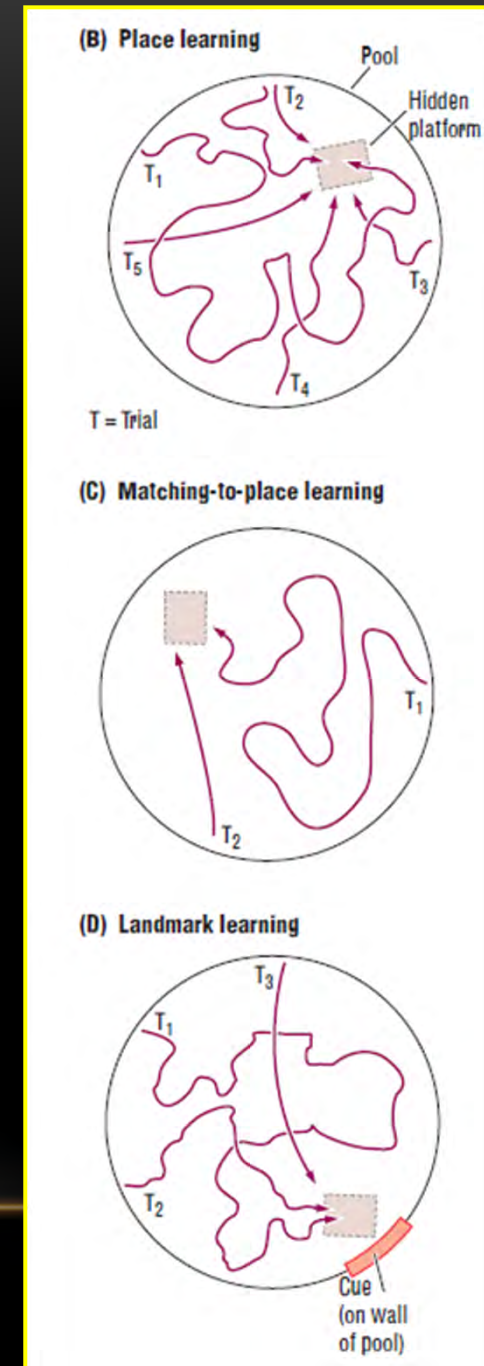 (B) Place learning
Pool
T2
Hidden
platform
T1
T5
T3
T4
T = Trial
(C) Matching-to-place learning
T1
T2
(D) Landmark learning
T3
T1
T2
Cue
(on wall
of pool)